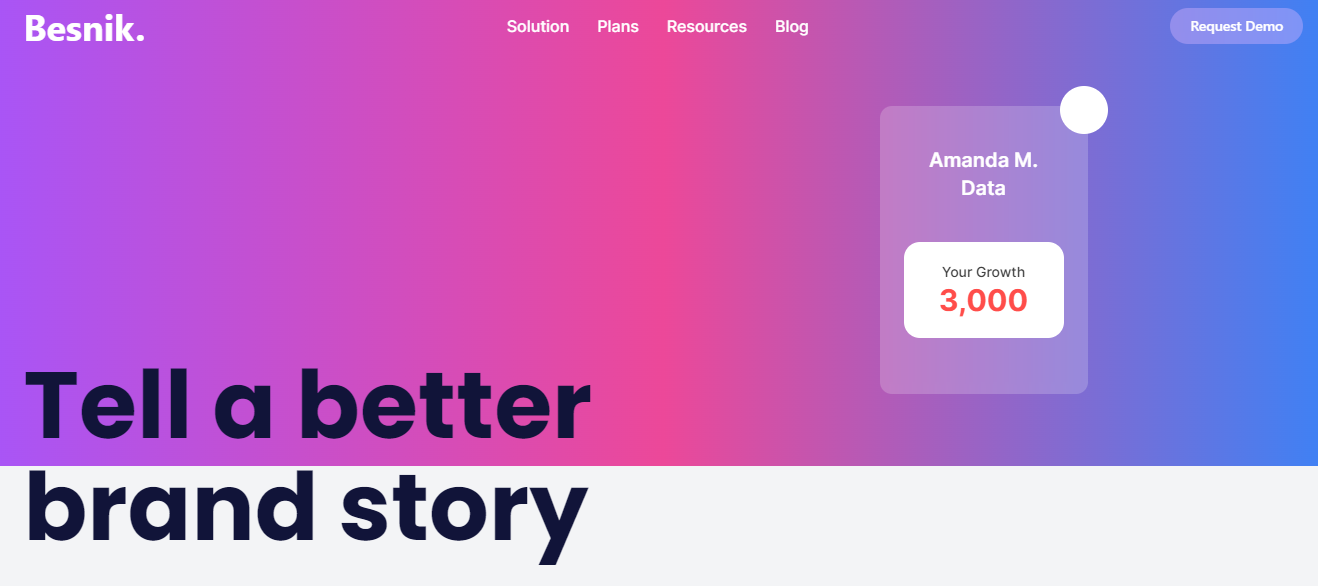 Besnik.
Solution
Plans
Resources
Blog
Request Demo
Amanda M.
Data
Your Growth
3,000
Tell a better
brand story